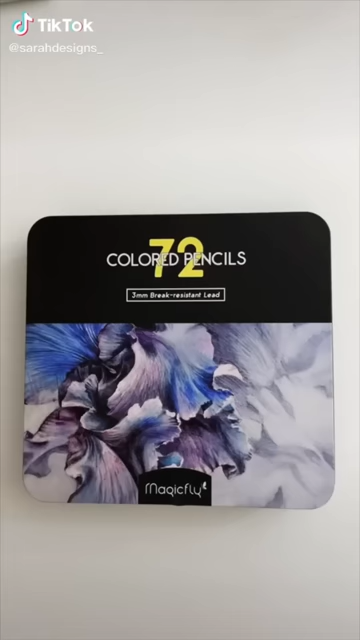 TikTok
@sarahdesigns_
72
COLORED PENCILS
3mm Break-resistant Lead
Magicfly